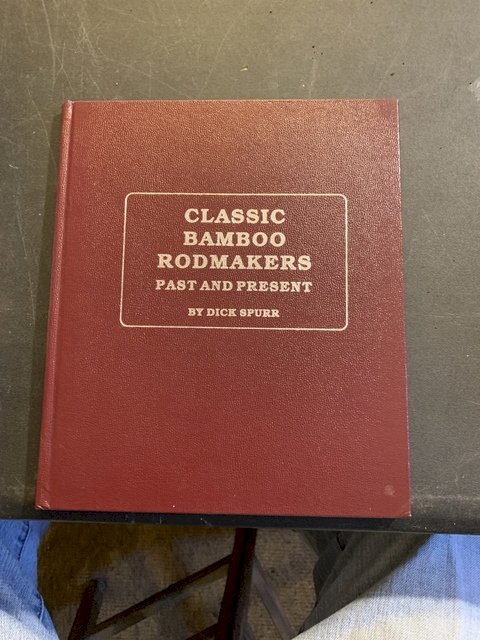 CLASSIC
BAMBOO
RODMAKERS
PAST AND PRESENT
BY DICK SPURR